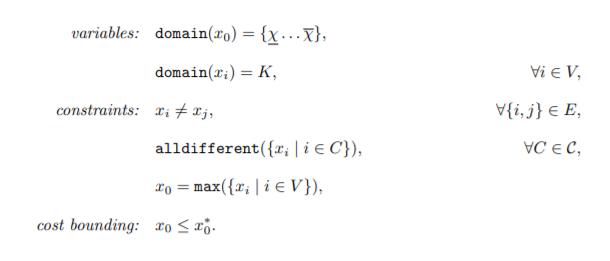 variables: domain(x₀) = {χ̲ … χ̅},
domain(xᵢ) = K, ∀i ∈ V,
constraints: xᵢ ≠ xⱼ, ∀{i, j} ∈ E,
alldifferent({xᵢ | i ∈ C}), ∀C ∈ 𝒞,
x₀ = max({xᵢ | i ∈ V}),
cost bounding: x₀ ≤ x₀*.